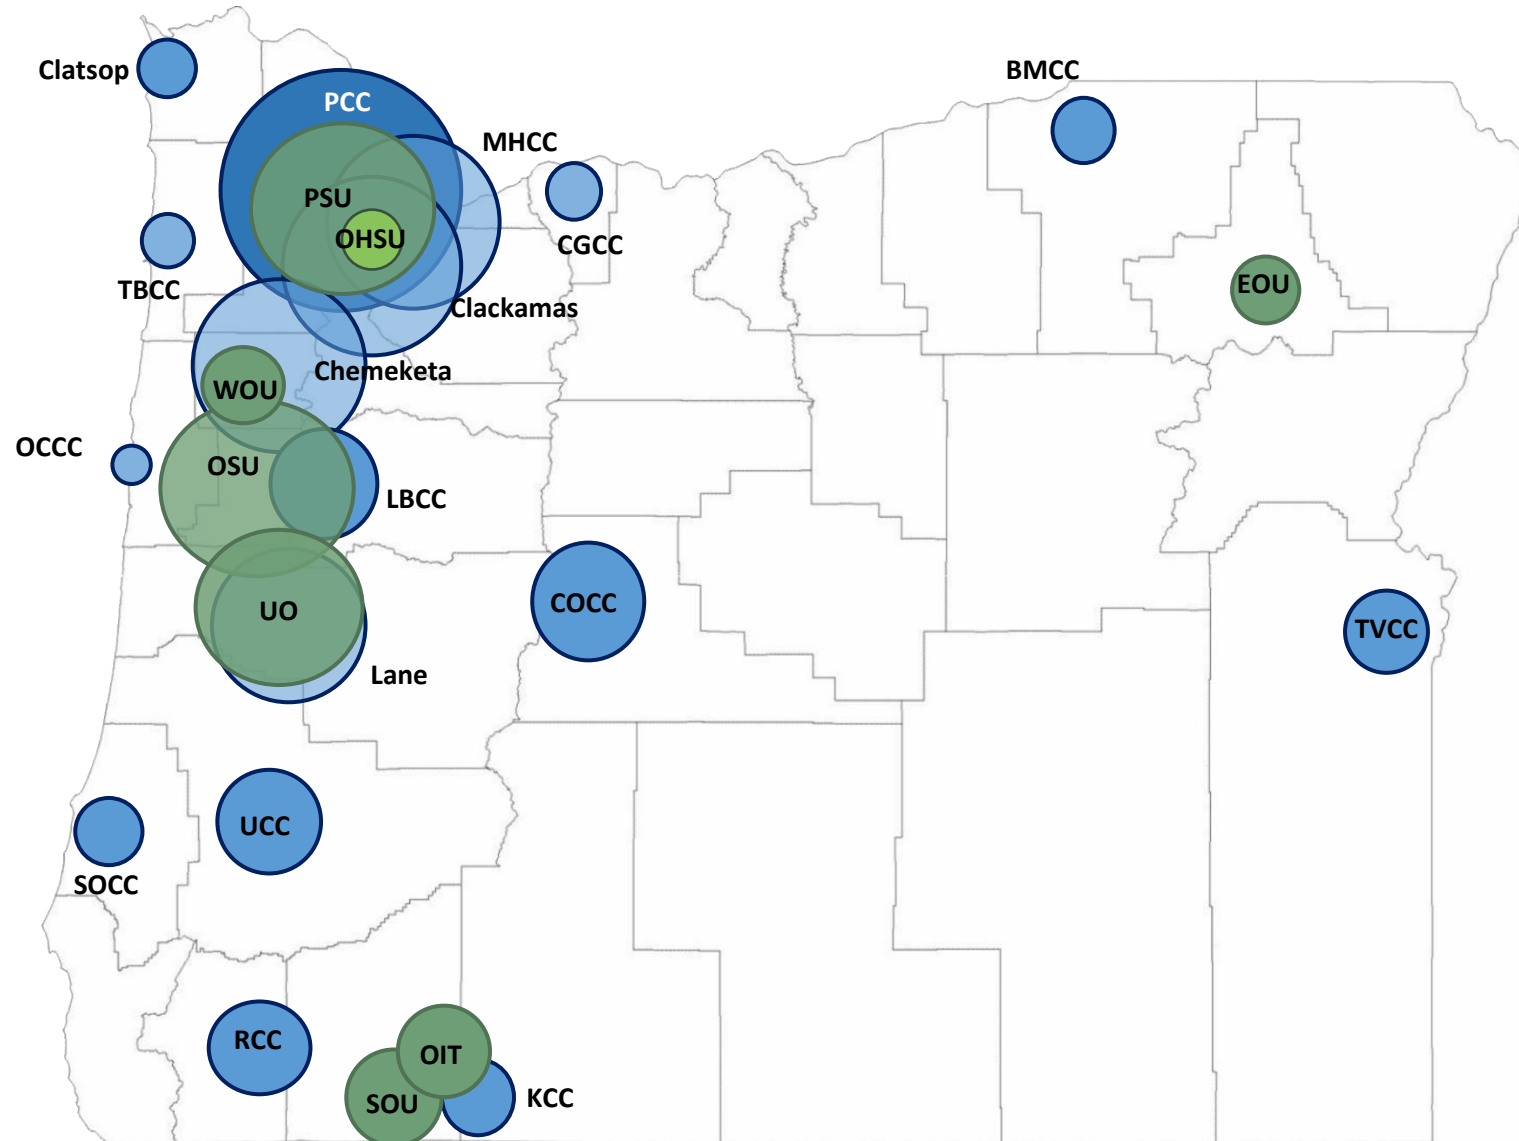 Clatsop
BMCC
PCC
MHCC
PSU
OHSU
CGCC
TBCC
EOU
Clackamas
Chemeketa
WOU
OCCC
OSU
LBCC
UO
COCC
TVCC
Lane
UCC
SOCC
RCC
OIT
SOU
KCC